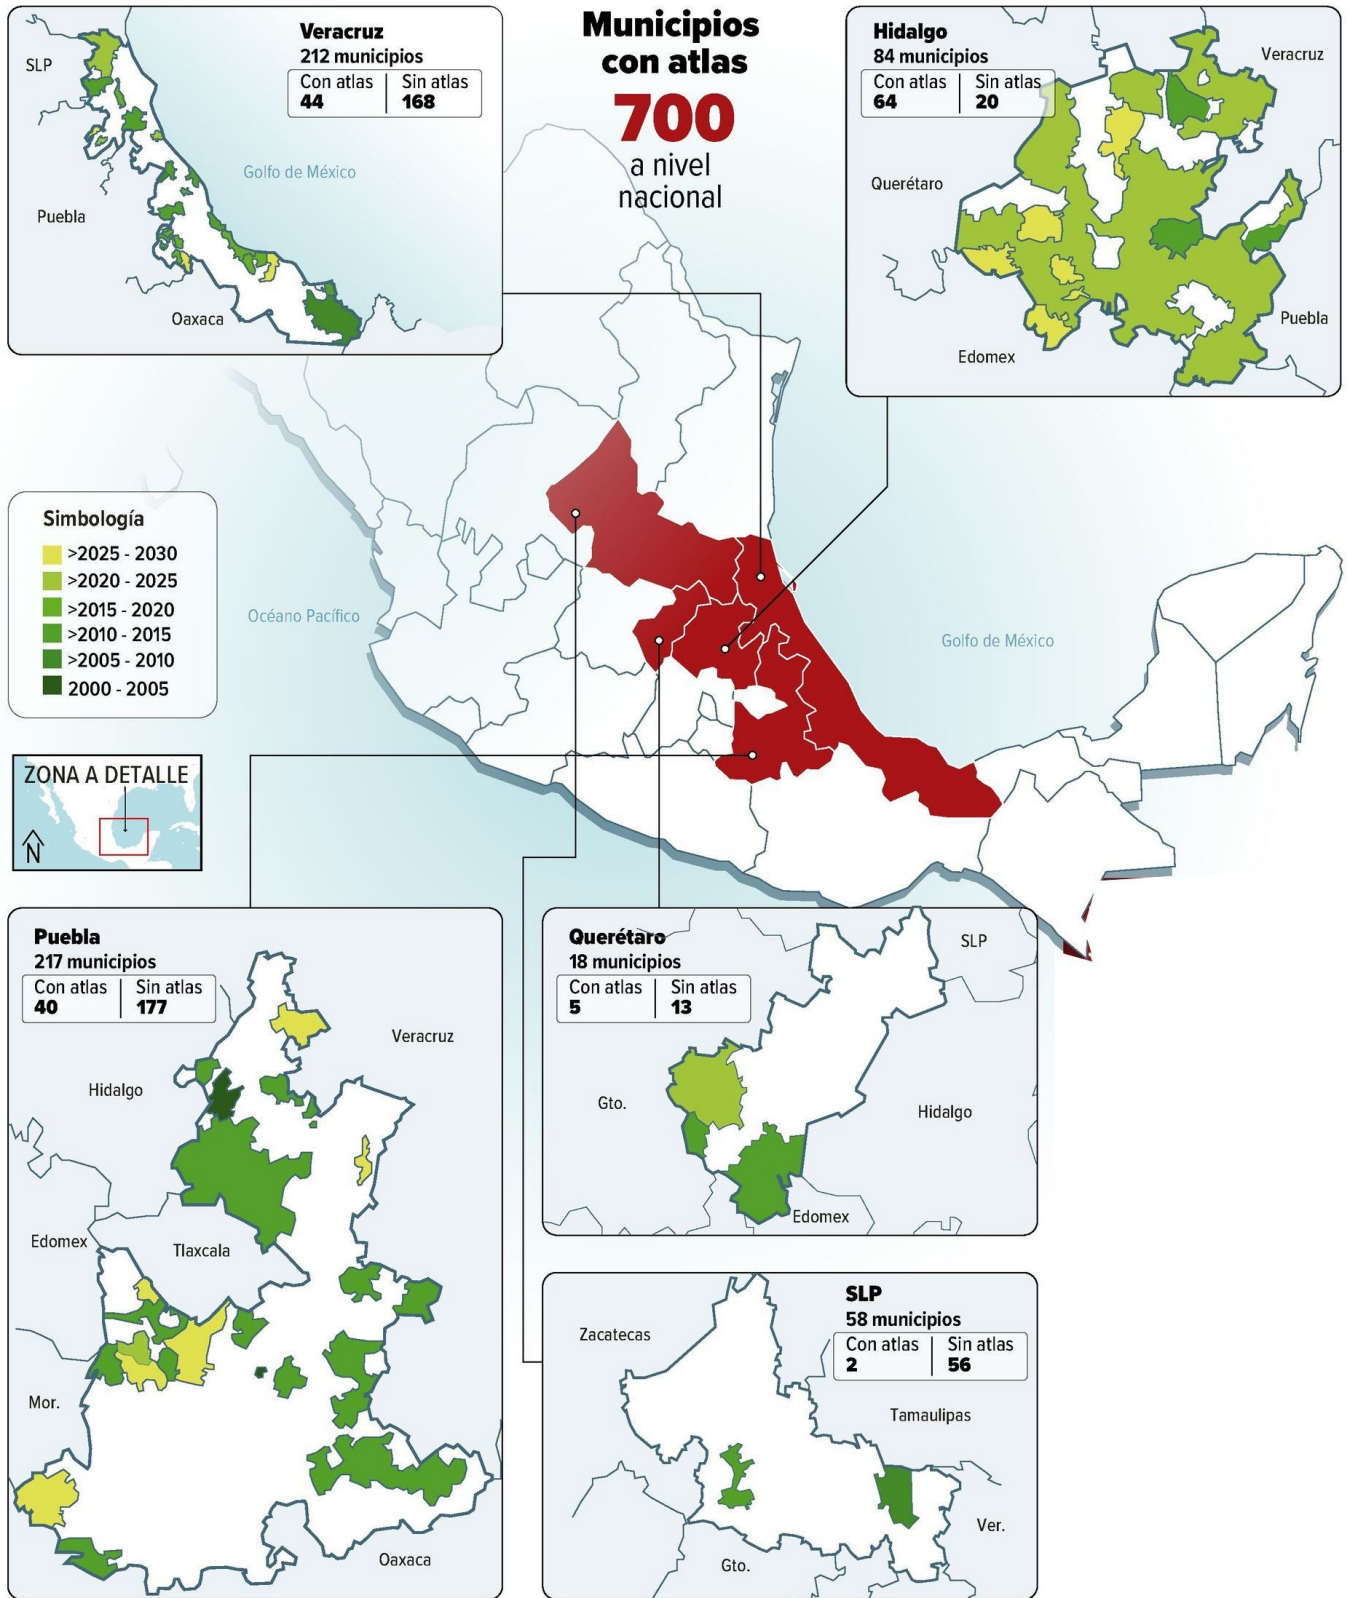 Municipios
con atlas
700
a nivel
nacional
Veracruz
212 municipios
Con atlas
44
Sin atlas
168
SLP
Golfo de México
Puebla
Oaxaca
Hidalgo
84 municipios
Con atlas
64
Sin atlas
20
Veracruz
Querétaro
Puebla
Edomex
Simbología
>2025 - 2030
>2020 - 2025
>2015 - 2020
>2010 - 2015
>2005 - 2010
2000 - 2005
Océano Pacífico
Golfo de México
ZONA A DETALLE
N
Puebla
217 municipios
Con atlas
40
Sin atlas
177
Veracruz
Hidalgo
Edomex
Tlaxcala
Mor.
Oaxaca
Querétaro
18 municipios
Con atlas
5
Sin atlas
13
SLP
Gto.
Hidalgo
Edomex
SLP
58 municipios
Con atlas
2
Sin atlas
56
Zacatecas
Tamaulipas
Ver.
Gto.